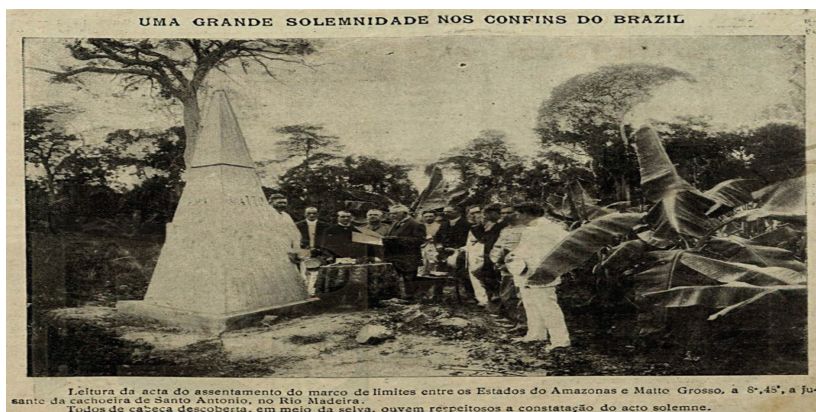 UMA GRANDE SOLEMNIDADE NOS CONFINS DO BRAZIL
Leitura da acta do assentamento do marco de limites entre os Estados do Amazonas e Matto Grosso, a 8°,48', a ju-
sante da cachoeira de Santo Antonio, no Rio Madeira.
Todos de cabeça descoberta, em meio da selva, ouvem respeitosos a constatação do acto solemne.